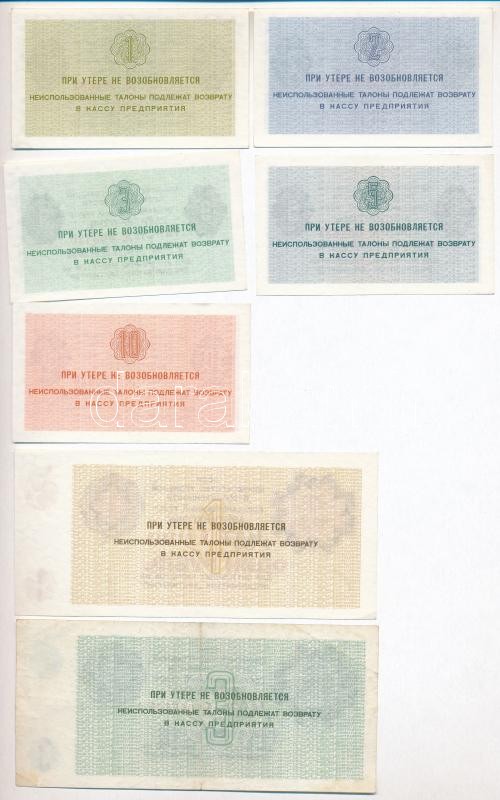 1
ПРИ УТЕРЕ НЕ ВОЗОБНОВЛЯЕТСЯ
НЕИСПОЛЬЗОВАННЫЕ ТАЛОНЫ ПОДЛЕЖАТ ВОЗВРАТУ
В КАССУ ПРЕДПРИЯТИЯ
2
ПРИ УТЕРЕ НЕ ВОЗОБНОВЛЯЕТСЯ
НЕИСПОЛЬЗОВАННЫЕ ТАЛОНЫ ПОДЛЕЖАТ ВОЗВРАТУ
В КАССУ ПРЕДПРИЯТИЯ
3
ПРИ УТЕРЕ НЕ ВОЗОБНОВЛЯЕТСЯ
НЕИСПОЛЬЗОВАННЫЕ ТАЛОНЫ ПОДЛЕЖАТ ВОЗВРАТУ
В КАССУ ПРЕДПРИЯТИЯ
5
ПРИ УТЕРЕ НЕ ВОЗОБНОВЛЯЕТСЯ
НЕИСПОЛЬЗОВАННЫЕ ТАЛОНЫ ПОДЛЕЖАТ ВОЗВРАТУ
В КАССУ ПРЕДПРИЯТИЯ
10
ПРИ УТЕРЕ НЕ ВОЗОБНОВЛЯЕТСЯ
НЕИСПОЛЬЗОВАННЫЕ ТАЛОНЫ ПОДЛЕЖАТ ВОЗВРАТУ
В КАССУ ПРЕДПРИЯТИЯ
darabanth
1
ПРИ УТЕРЕ НЕ ВОЗОБНОВЛЯЕТСЯ
НЕИСПОЛЬЗОВАННЫЕ ТАЛОНЫ ПОДЛЕЖАТ ВОЗВРАТУ
В КАССУ ПРЕДПРИЯТИЯ
3
ПРИ УТЕРЕ НЕ ВОЗОБНОВЛЯЕТСЯ
НЕИСПОЛЬЗОВАННЫЕ ТАЛОНЫ ПОДЛЕЖАТ ВОЗВРАТУ
В КАССУ ПРЕДПРИЯТИЯ